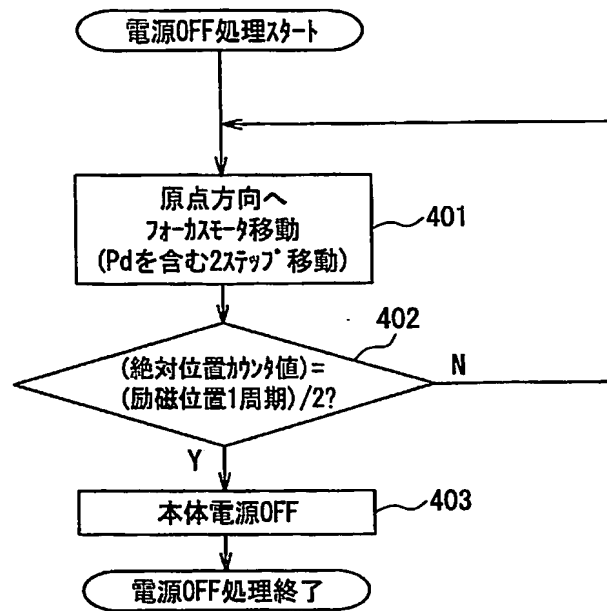 電源OFF処理スタート
原点方向へ
フォーカスモータ移動
(Pdを含む2ステップ移動)
401
402
(絶対位置カウンタ値)=
(励磁位置1周期)/2?
N
Y
本体電源OFF
403
電源OFF処理終了